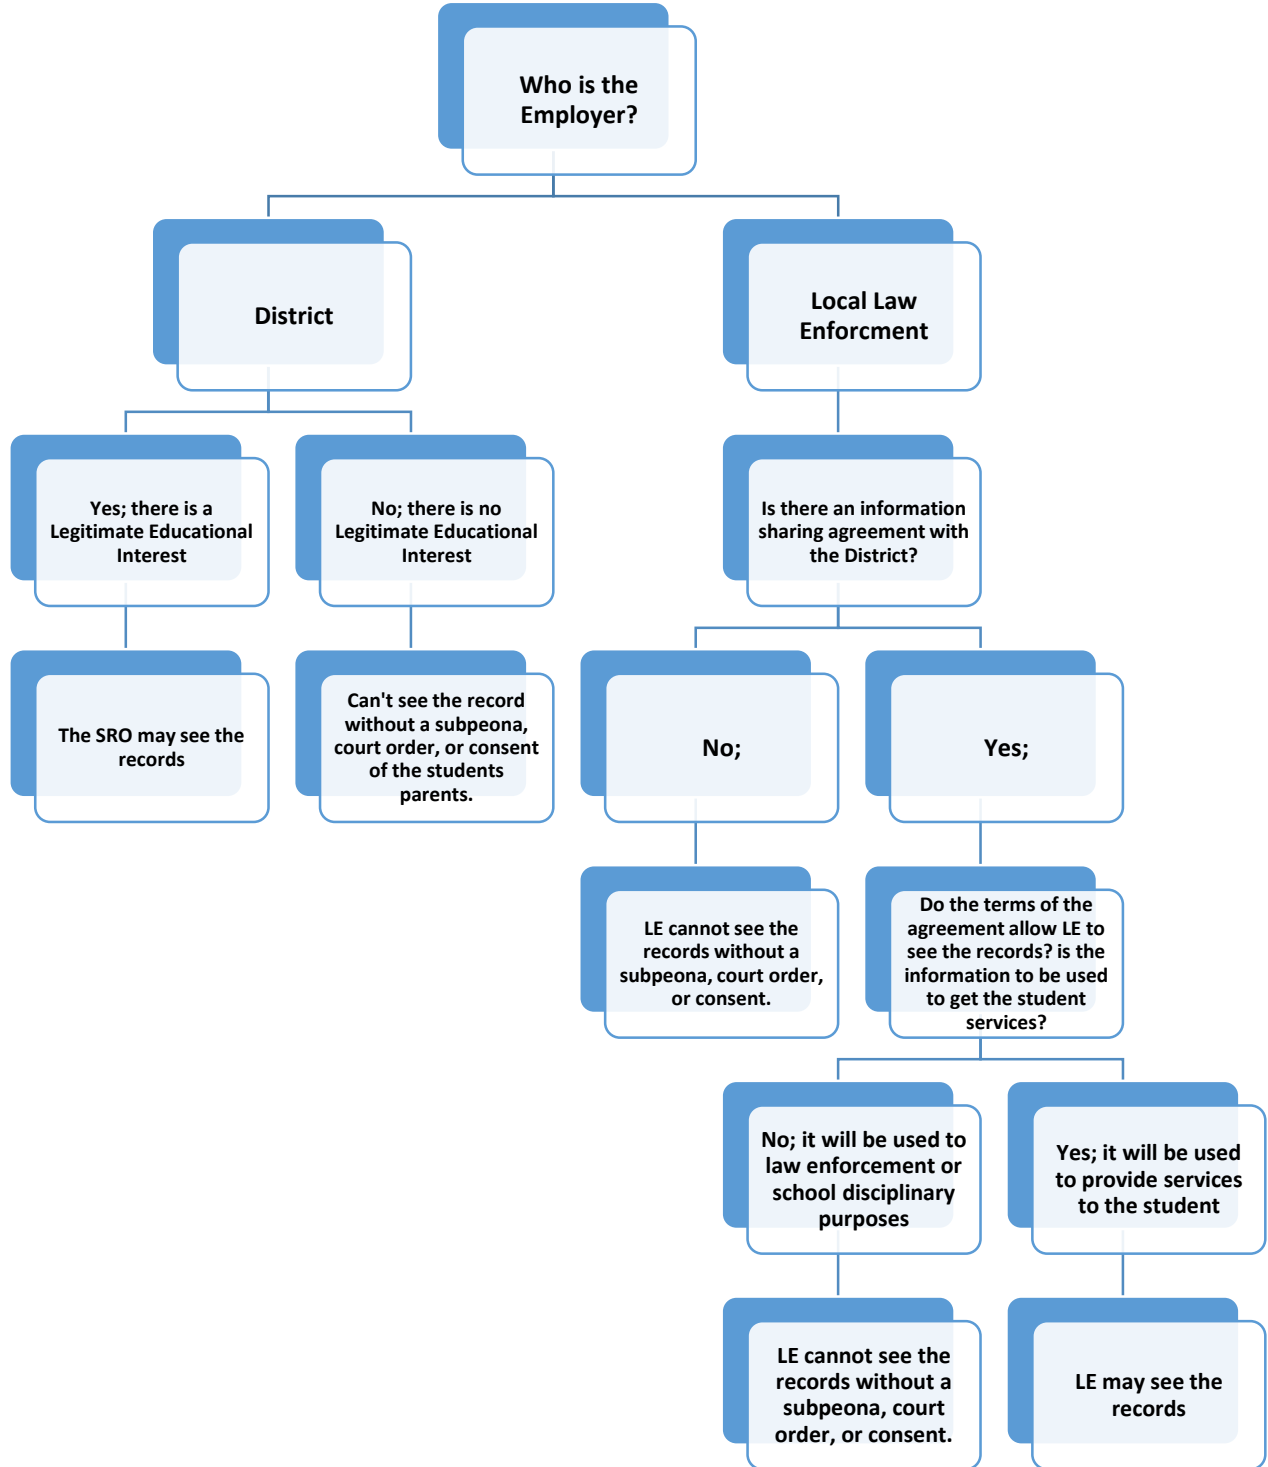 Who is the
Employer?
District
Local Law
Enforcment
Yes; there is a
Legitimate Educational
Interest
No; there is no
Legitimate Educational
Interest
Is there an information
sharing agreement with
the District?
The SRO may see the
records
Can't see the record
without a subpeona,
court order, or consent
of the students
parents.
No;
Yes;
LE cannot see the
records without a
subpeona, court order,
or consent.
Do the terms of the
agreement allow LE to
see the records? is the
information to be used
to get the student
services?
No; it will be used to
law enforcement or
school disciplinary
purposes
Yes; it will be used
to provide services
to the student
LE cannot see the
records without a
subpeona, court
order, or consent.
LE may see the
records